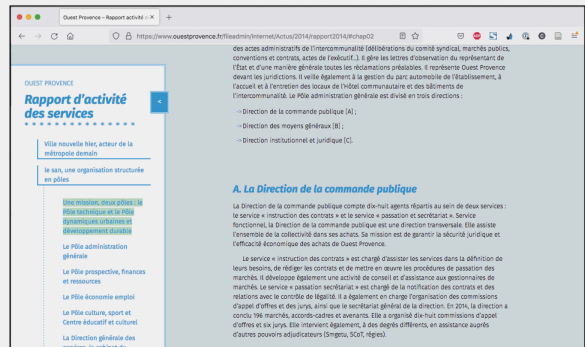 Ouest Provence – Rapport activité
https://www.ouestprovence.fr/fileadmin/Internet/Actus/2014/rapport2014/#chap02
OUEST PROVENCE
Rapport d'activité
des services
<
Ville nouvelle hier, acteur de la
métropole demain
le san, une organisation structurée
en pôles
Une mission, deux pôles : le
Pôle technique et le Pôle
dynamiques urbaines et
développement durable
Le Pôle administration
générale
Le Pôle prospective, finances
et ressources
Le Pôle économie emploi
Le Pôle culture, sport et
Centre éducatif et culturel
La Direction générale des
services, le cabinet du
des actes administratifs de l'intercommunalité (délibérations du comité syndical, marchés publics,
conventions et contrats, actes de l'exécutif…). Il gère les lettres d'observation du représentant de
l'État et d'une manière générale toutes les réclamations préalables. Il représente Ouest Provence
devant les juridictions. Il veille également à la gestion du parc automobile de l'établissement, à
l'accueil et à l'entretien des locaux de l'Hôtel communautaire et des bâtiments de
l'intercommunalité. Le Pôle administration générale est divisé en trois directions :
→ Direction de la commande publique [A] ;
→ Direction des moyens généraux [B] ;
→ Direction institutionnel et juridique [C].
A. La Direction de la commande publique
La Direction de la commande publique compte dix-huit agents répartis au sein de deux services :
le service « instruction des contrats » et le service « passation et secrétariat ». Service
fonctionnel, la Direction de la commande publique est une direction transversale. Elle assiste
l'ensemble de la collectivité dans ses achats. Sa mission est de garantir la sécurité juridique et
l'efficacité économique des achats de Ouest Provence.
Le service « instruction des contrats » est chargé d'assister les services dans la définition de
leurs besoins, de rédiger les contrats et de mettre en œuvre les procédures de passation des
marchés. Il développe également une activité de conseil et d'assistance aux gestionnaires de
marchés. Le service « passation secrétariat » est chargé de la notification des contrats et des
relations avec le contrôle de légalité. Il a également en charge l'organisation des commissions
d'appel d'offres et des jurys, ainsi que le secrétariat général de la direction. En 2014, la direction a
conclu 196 marchés, accords-cadres et avenants. Elle a organisé dix-huit commissions d'appel
d'offres et six jurys. Elle intervient également, à des degrés différents, en assistance auprès
d'autres pouvoirs adjudicateurs (Smgetu, SCoT, régies).